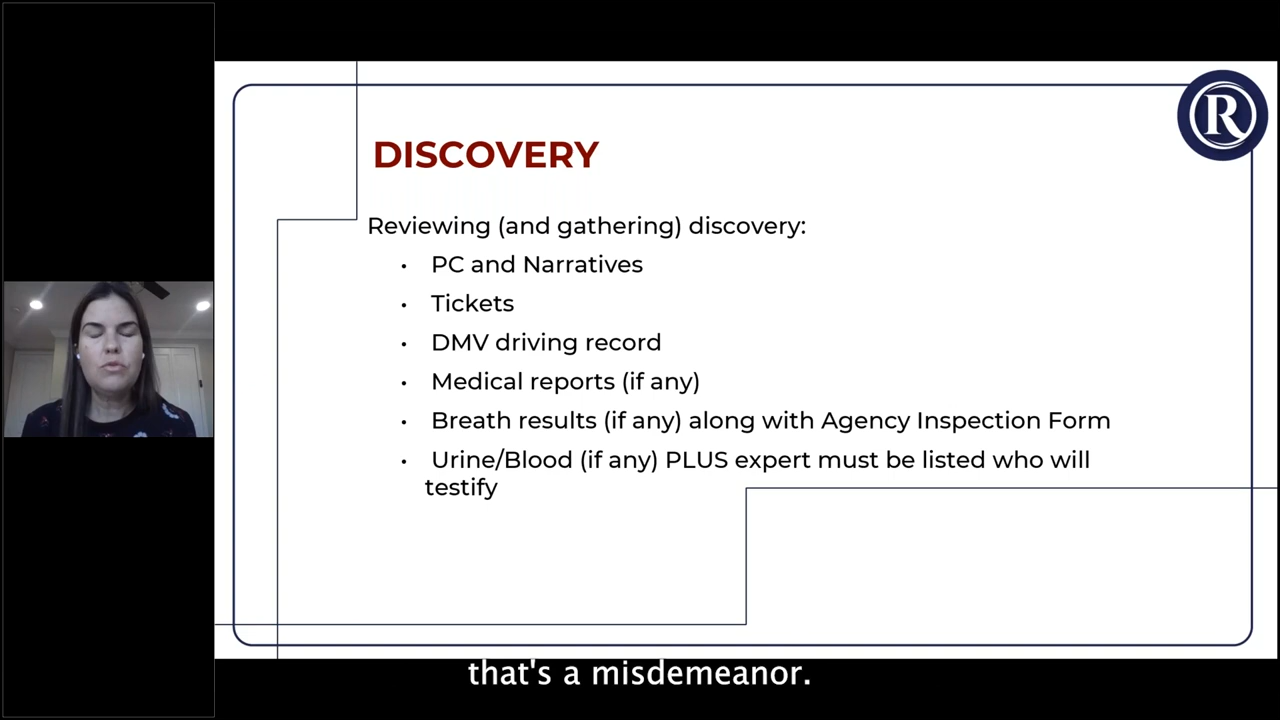 R
DISCOVERY
Reviewing (and gathering) discovery:
• PC and Narratives
• Tickets
• DMV driving record
• Medical reports (if any)
• Breath results (if any) along with Agency Inspection Form
• Urine/Blood (if any) PLUS expert must be listed who will
testify
that's a misdemeanor.